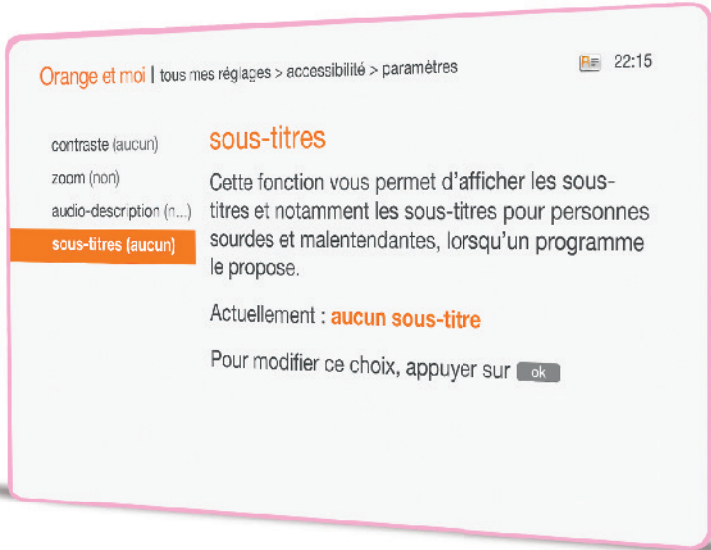 Orange et moi | tous mes réglages > accessibilité > paramètres
22:15
contraste (aucun)
zoom (non)
audio-description (n...)
sous-titres (aucun)
sous-titres
Cette fonction vous permet d'afficher les sous-
titres et notamment les sous-titres pour personnes
sourdes et malentendantes, lorsqu'un programme
le propose.
Actuellement : aucun sous-titre
Pour modifier ce choix, appuyer sur ok